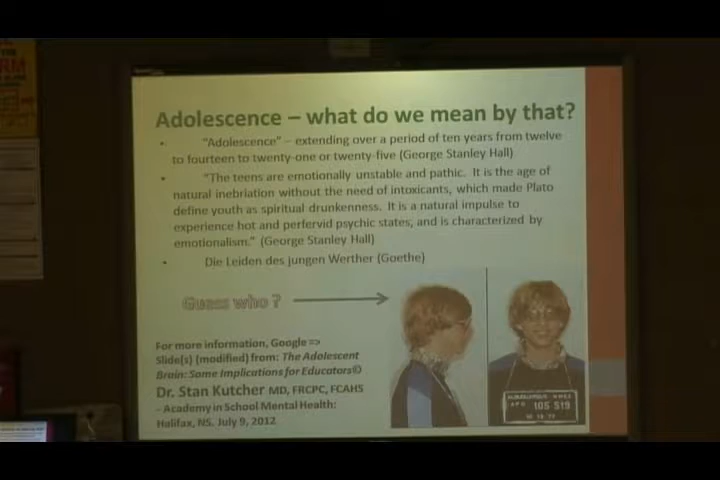 Adolescence – what do we mean by that?
• "Adolescence" – extending over a period of ten years from twelve
to fourteen to twenty-one or twenty-five (George Stanley Hall)
• "The teens are emotionally unstable and pathic. It is the age of
natural inebriation without the need of intoxicants, which made Plato
define youth as spiritual drunkenness. It is a natural impulse to
experience hot and perfervid psychic states, and is characterized by
emotionalism." (George Stanley Hall)
• Die Leiden des jungen Werther (Goethe)
Guess who ?
For more information, Google =>
Slide(s) (modified) from: The Adolescent
Brain: Some Implications for Educators©
Dr. Stan Kutcher MD, FRCPC, FCAHS
- Academy in School Mental Health:
Halifax, NS. July 9, 2012
105 519